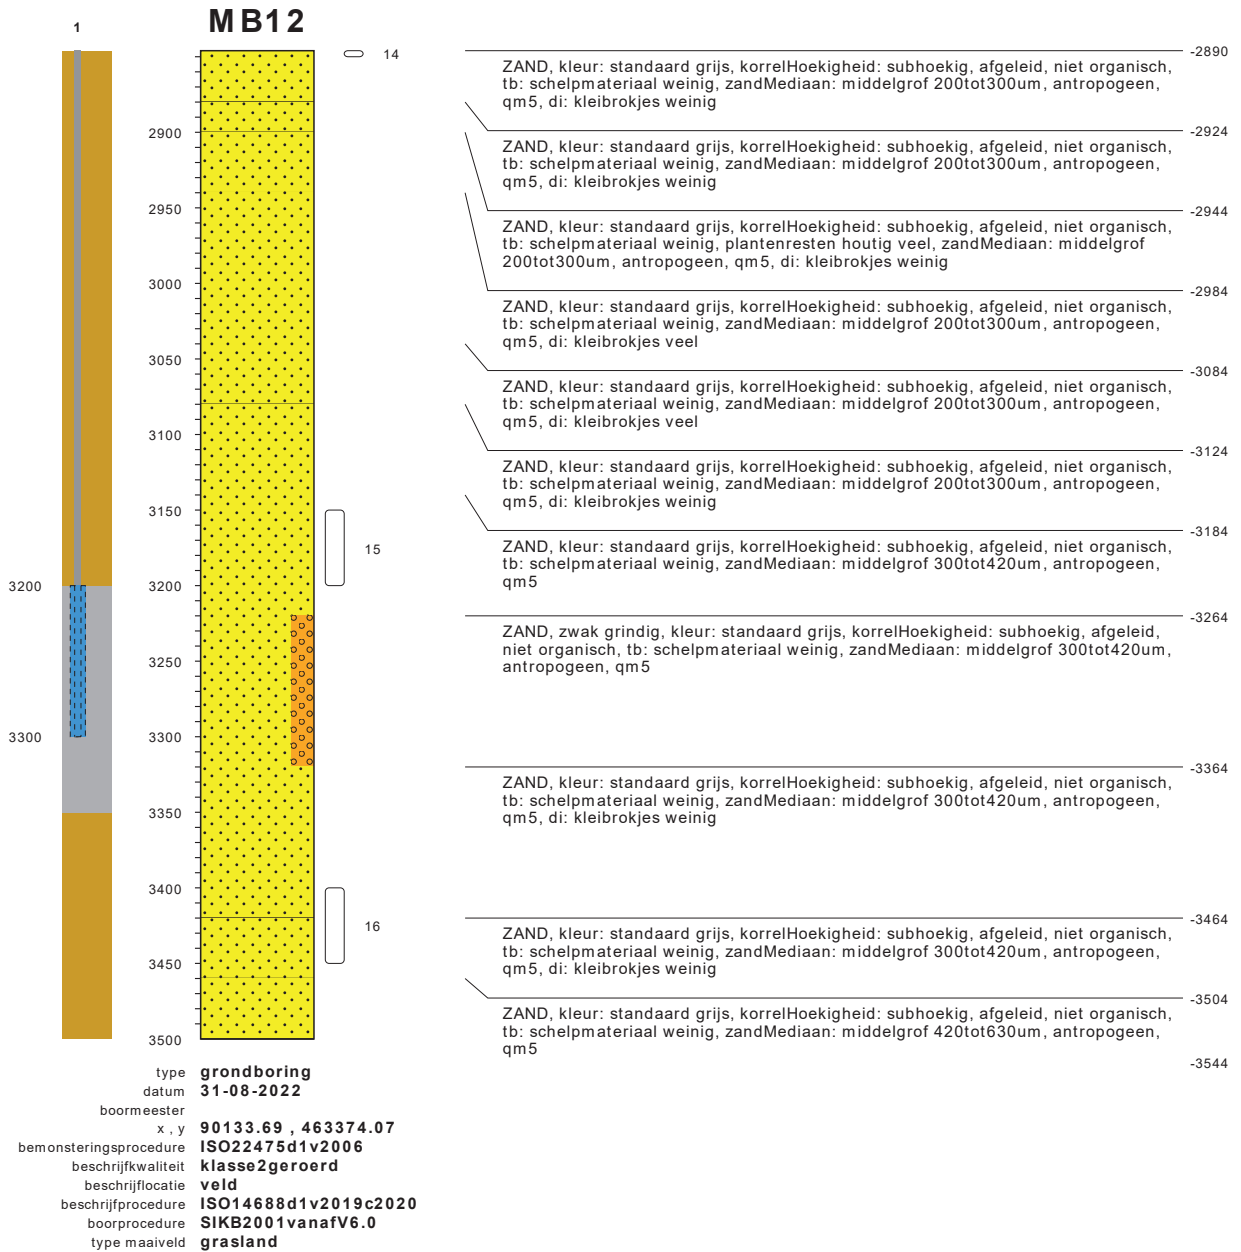 1
MB12
14
-2890
ZAND, kleur: standaard grijs, korrelHoekigheid: subhoekig, afgeleid, niet organisch,
tb: schelpmateriaal weinig, zandMediaan: middelgrof 200tot300um, antropogeen,
qm5, di: kleibrokjes weinig
-2924
2900
ZAND, kleur: standaard grijs, korrelHoekigheid: subhoekig, afgeleid, niet organisch,
tb: schelpmateriaal weinig, zandMediaan: middelgrof 200tot300um, antropogeen,
qm5, di: kleibrokjes weinig
2950
-2944
ZAND, kleur: standaard grijs, korrelHoekigheid: subhoekig, afgeleid, niet organisch,
tb: schelpmateriaal weinig, plantenresten houtig veel, zandMediaan: middelgrof
200tot300um, antropogeen, qm5, di: kleibrokjes weinig
3000
-2984
ZAND, kleur: standaard grijs, korrelHoekigheid: subhoekig, afgeleid, niet organisch,
tb: schelpmateriaal weinig, zandMediaan: middelgrof 200tot300um, antropogeen,
qm5, di: kleibrokjes veel
3050
-3084
ZAND, kleur: standaard grijs, korrelHoekigheid: subhoekig, afgeleid, niet organisch,
tb: schelpmateriaal weinig, zandMediaan: middelgrof 200tot300um, antropogeen,
qm5, di: kleibrokjes veel
3100
-3124
ZAND, kleur: standaard grijs, korrelHoekigheid: subhoekig, afgeleid, niet organisch,
tb: schelpmateriaal weinig, zandMediaan: middelgrof 200tot300um, antropogeen,
qm5, di: kleibrokjes weinig
3150
-3184
15
ZAND, kleur: standaard grijs, korrelHoekigheid: subhoekig, afgeleid, niet organisch,
tb: schelpmateriaal weinig, zandMediaan: middelgrof 300tot420um, antropogeen,
qm5
3200
3200
-3264
ZAND, zwak grindig, kleur: standaard grijs, korrelHoekigheid: subhoekig, afgeleid,
niet organisch, tb: schelpmateriaal weinig, zandMediaan: middelgrof 300tot420um,
antropogeen, qm5
3250
3300
3300
-3364
ZAND, kleur: standaard grijs, korrelHoekigheid: subhoekig, afgeleid, niet organisch,
tb: schelpmateriaal weinig, zandMediaan: middelgrof 300tot420um, antropogeen,
qm5, di: kleibrokjes weinig
3350
3400
-3464
16
ZAND, kleur: standaard grijs, korrelHoekigheid: subhoekig, afgeleid, niet organisch,
tb: schelpmateriaal weinig, zandMediaan: middelgrof 300tot420um, antropogeen,
qm5, di: kleibrokjes weinig
3450
-3504
ZAND, kleur: standaard grijs, korrelHoekigheid: subhoekig, afgeleid, niet organisch,
tb: schelpmateriaal weinig, zandMediaan: middelgrof 420tot630um, antropogeen,
qm5
3500
-3544
type grondboring
datum 31-08-2022
boormeester
x , y 90133.69 , 463374.07
bemonsteringsprocedure ISO22475d1v2006
beschrijfkwaliteit klasse2geroerd
beschrijflocatie veld
beschrijfprocedure ISO14688d1v2019c2020
boorprocedure SIKB2001vanafV6.0
type maaiveld grasland